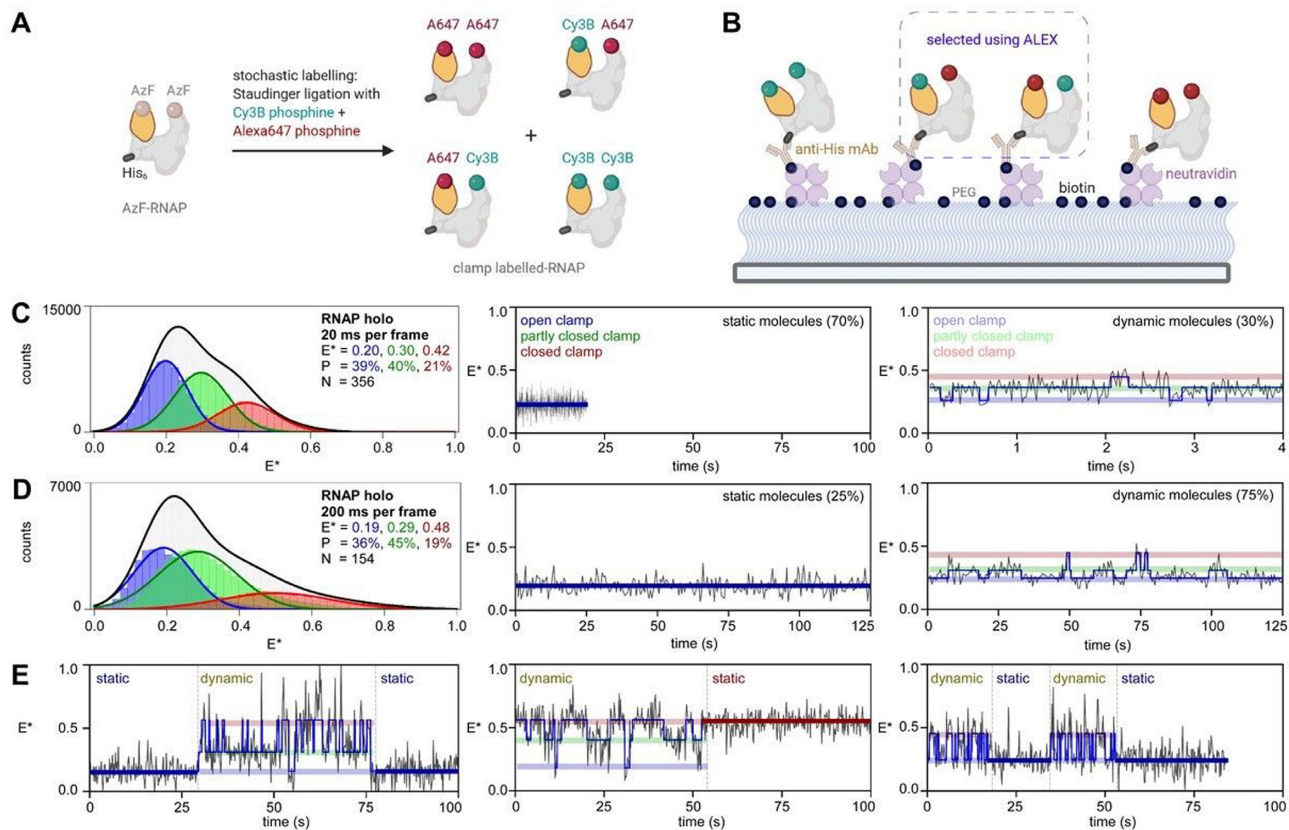 A
A647 A647
Cy3B A647
AzF AzF
stochastic labelling:
Staudinger ligation with
Cy3B phosphine +
Alexa647 phosphine
+
His₆
AzF-RNAP
A647 Cy3B
Cy3B Cy3B
clamp labelled-RNAP
B
selected using ALEX
anti-His mAb
neutravidin
PEG
biotin
C
15000
counts
0
RNAP holo
20 ms per frame
E* = 0.20, 0.30, 0.42
P = 39%, 40%, 21%
N = 356
0.0 0.2 0.4 0.6 0.8 1.0
E*
1.0
E* 0.5
0.0
open clamp
partly closed clamp
closed clamp
static molecules (70%)
0 25 50 75 100
time (s)
1.0
E* 0.5
0.0
open clamp
partly closed clamp
closed clamp
dynamic molecules (30%)
0 1 2 3 4
time (s)
D
7000
counts
0
RNAP holo
200 ms per frame
E* = 0.19, 0.29, 0.48
P = 36%, 45%, 19%
N = 154
0.0 0.2 0.4 0.6 0.8 1.0
E*
1.0
E* 0.5
0.0
static molecules (25%)
0 25 50 75 100 125
time (s)
1.0
E* 0.5
0.0
dynamic molecules (75%)
0 25 50 75 100 125
time (s)
E
1.0
E* 0.5
0.0
static dynamic static
0 25 50 75 100
time (s)
1.0
E* 0.5
0.0
dynamic static
0 25 50 75 100
time (s)
1.0
E* 0.5
0.0
dynamic static dynamic static
0 25 50 75 100
time (s)